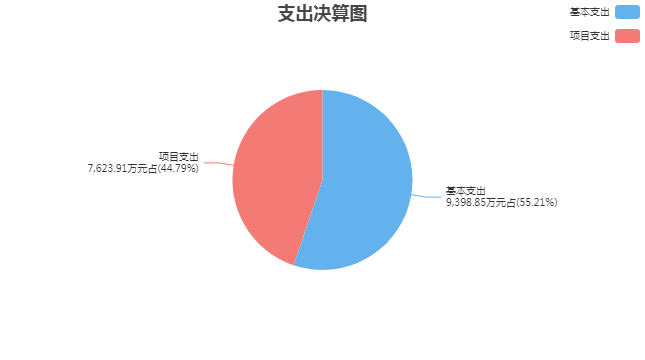 支出决算图
基本支出
项目支出
项目支出
7,623.91万元占(44.79%)
基本支出
9,398.85万元占(55.21%)